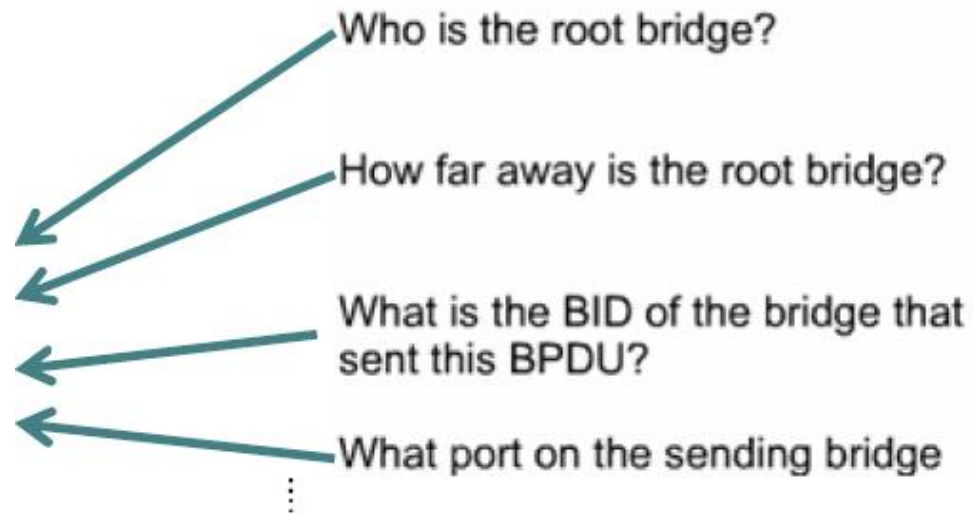 Who is the root bridge?
How far away is the root bridge?
What is the BID of the bridge that
sent this BPDU?
What port on the sending bridge